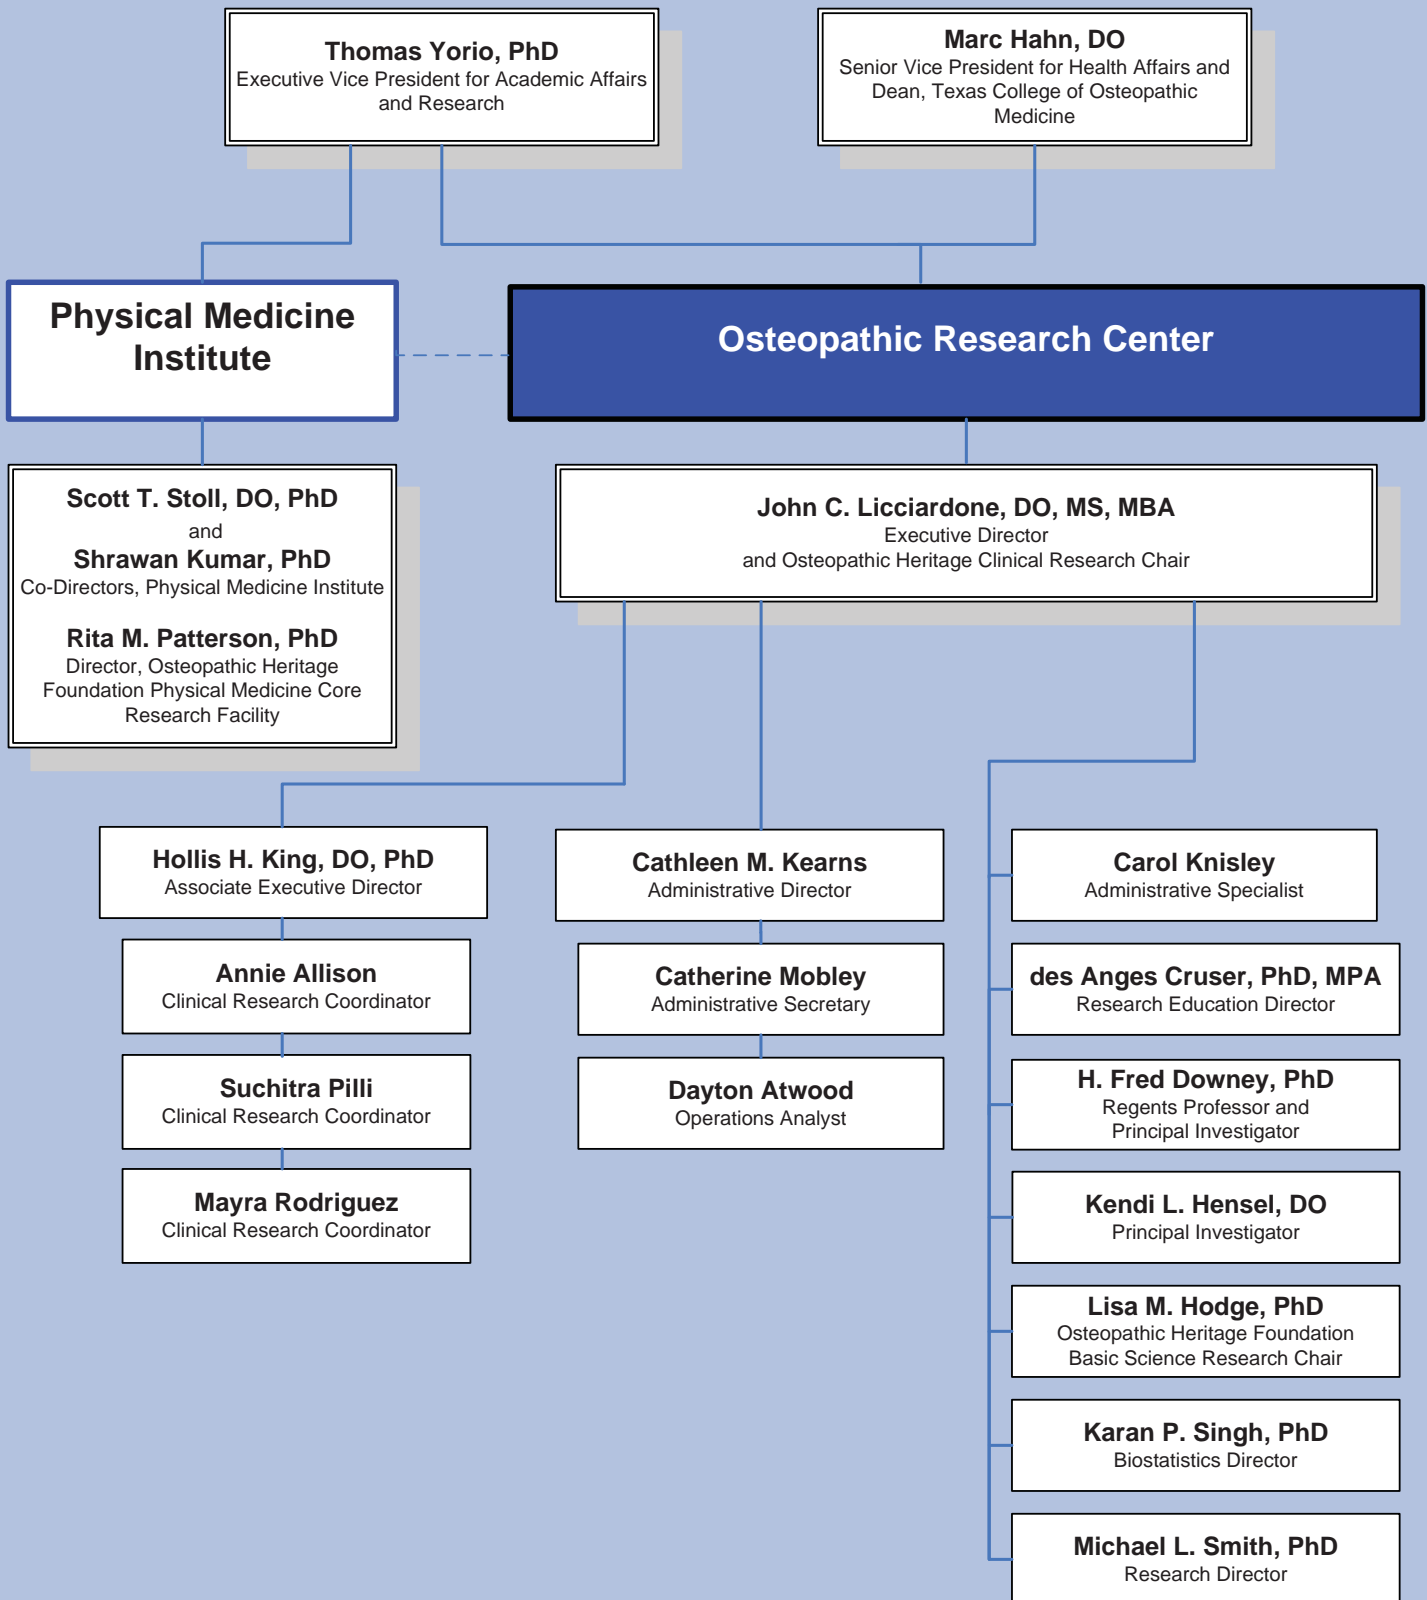 Thomas Yorio, PhD
Executive Vice President for Academic Affairs
and Research
Marc Hahn, DO
Senior Vice President for Health Affairs and
Dean, Texas College of Osteopathic
Medicine
Physical Medicine
Institute
Osteopathic Research Center
Scott T. Stoll, DO, PhD
and
Shrawan Kumar, PhD
Co-Directors, Physical Medicine Institute
Rita M. Patterson, PhD
Director, Osteopathic Heritage
Foundation Physical Medicine Core
Research Facility
John C. Licciardone, DO, MS, MBA
Executive Director
and Osteopathic Heritage Clinical Research Chair
Hollis H. King, DO, PhD
Associate Executive Director
Annie Allison
Clinical Research Coordinator
Suchitra Pilli
Clinical Research Coordinator
Mayra Rodriguez
Clinical Research Coordinator
Cathleen M. Kearns
Administrative Director
Catherine Mobley
Administrative Secretary
Dayton Atwood
Operations Analyst
Carol Knisley
Administrative Specialist
des Anges Cruser, PhD, MPA
Research Education Director
H. Fred Downey, PhD
Regents Professor and
Principal Investigator
Kendi L. Hensel, DO
Principal Investigator
Lisa M. Hodge, PhD
Osteopathic Heritage Foundation
Basic Science Research Chair
Karan P. Singh, PhD
Biostatistics Director
Michael L. Smith, PhD
Research Director